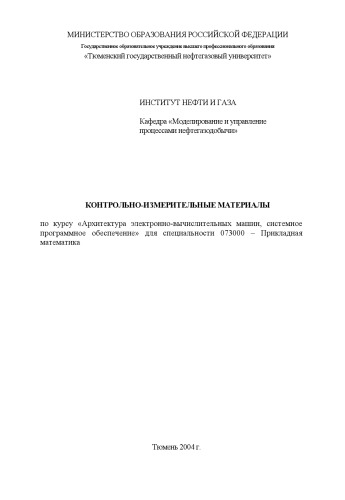 МИНИСТЕРСТВО ОБРАЗОВАНИЯ РОССИЙСКОЙ ФЕДЕРАЦИИ
Государственное образовательное учреждение высшего профессионального образования
«Тюменский государственный нефтегазовый университет»
ИНСТИТУТ НЕФТИ И ГАЗА
Кафедра «Моделирование и управление
процессами нефтегазодобычи»
КОНТРОЛЬНО-ИЗМЕРИТЕЛЬНЫЕ МАТЕРИАЛЫ
по курсу «Архитектура электронно-вычислительных машин, системное
программное обеспечение» для специальности 073000 – Прикладная
математика
Тюмень 2004 г.